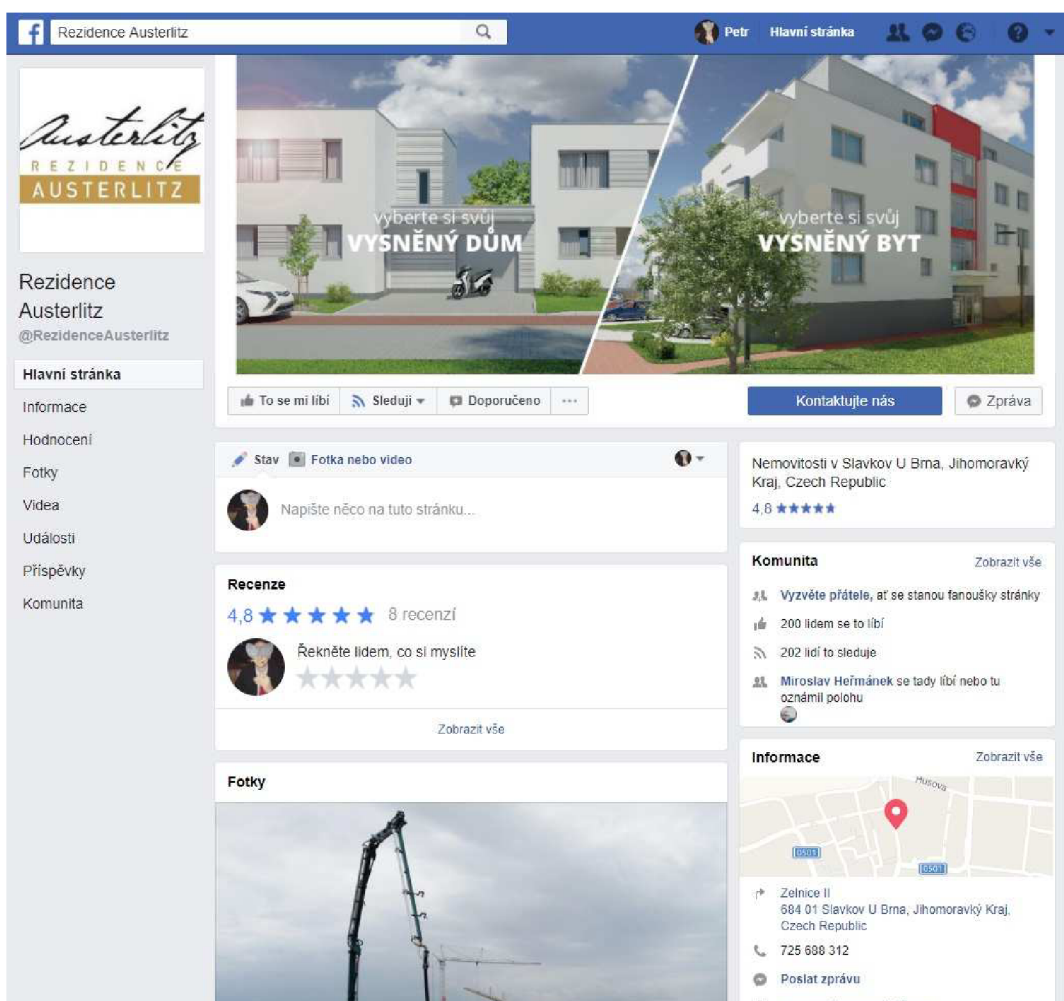 Rezidence Austerlitz
Petr
Hlavní stránka
Austerlitz
REZIDENCE
AUSTERLITZ
vyberte si svůj
VYSNĚNÝ DŮM
vyberte si svůj
VYSNĚNÝ BYT
Rezidence
Austerlitz
@RezidenceAusterlitz
Hlavní stránka
Informace
Hodnocení
Fotky
Videa
Události
Příspěvky
Komunita
To se mi líbí
Sleduji
Doporučeno
Kontaktujte nás
Zpráva
Stav
Fotka nebo video
Napište něco na tuto stránku...
Recenze
4,8
8 recenzí
Řekněte lidem, co si myslíte
Zobrazit vše
Fotky
Nemovitosti v Slavkov U Brna, Jihomoravký
Kraj, Czech Republic
4,8
Komunita
Zobrazit vše
Vyzvěte přátele, ať se stanou fanoušky stránky
200 lidem se to líbí
202 lidí to sleduje
Miroslav Heřmánek se tady líbí nebo tu
oznámil polohu
Informace
Zobrazit vše
Husova
0501
0501
Zelnice II
684 01 Slavkov U Brna, Jihomoravký Kraj,
Czech Republic
725 688 312
Poslat zprávu